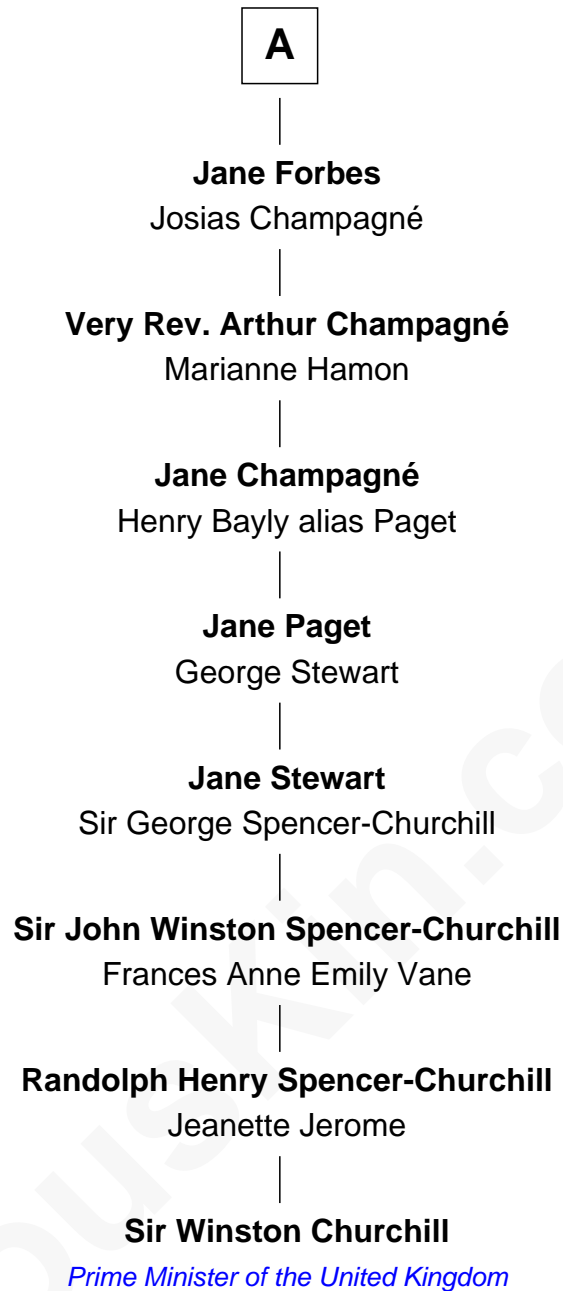 A
Jane Forbes
Josias Champagné
Very Rev. Arthur Champagné
Marianne Hamon
Jane Champagné
Henry Bayly alias Paget
Jane Paget
George Stewart
Jane Stewart
Sir George Spencer-Churchill
Sir John Winston Spencer-Churchill
Frances Anne Emily Vane
Randolph Henry Spencer-Churchill
Jeanette Jerome
Sir Winston Churchill
Prime Minister of the United Kingdom